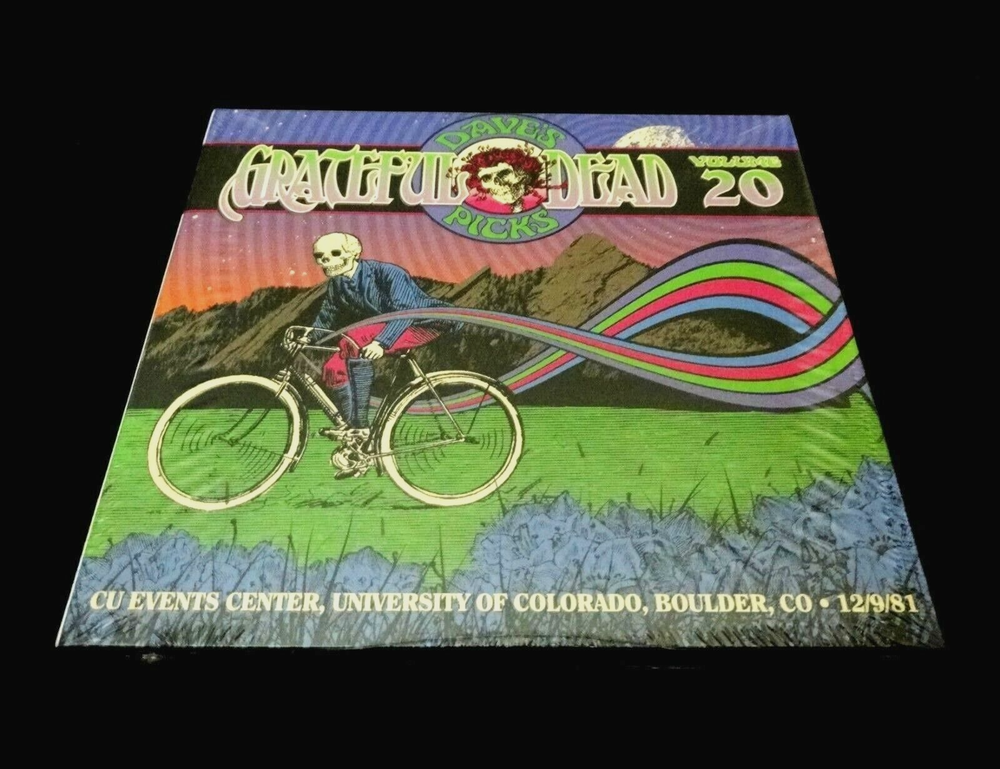 DAVE'S
GRATEFUL DEAD
PICKS
VOLUME
20
CU EVENTS CENTER, UNIVERSITY OF COLORADO, BOULDER, CO • 12/9/81